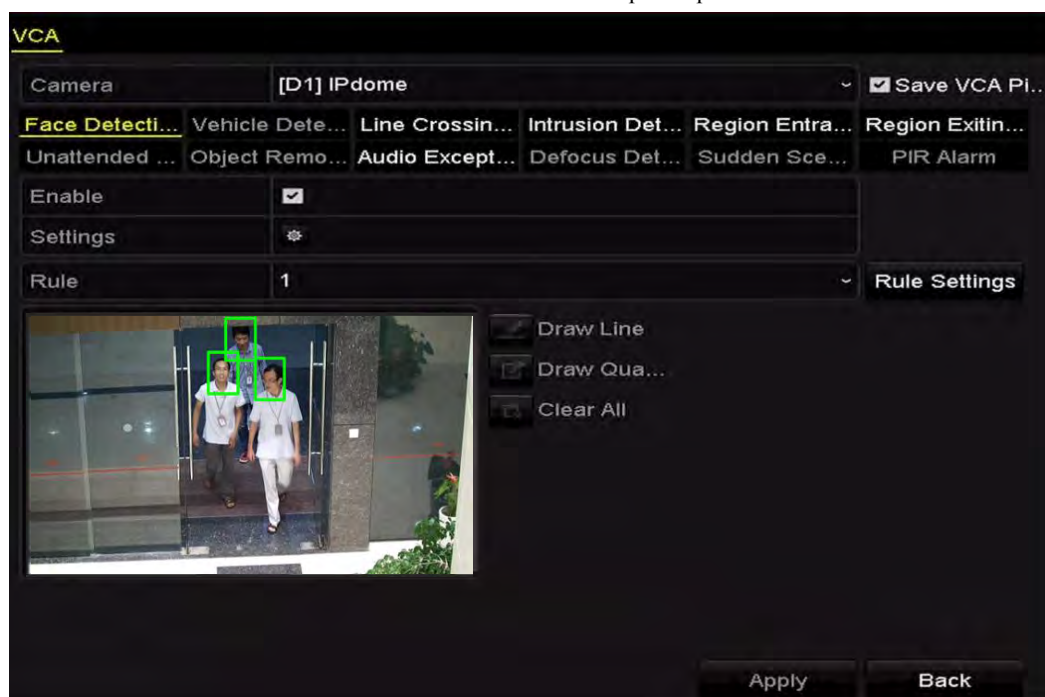 VCA
Camera [D1] IPdome Save VCA Pi...
Face Detecti... Vehicle Dete... Line Crossin... Intrusion Det... Region Entra... Region Exitin...
Unattended ... Object Remo... Audio Except... Defocus Det... Sudden Sce... PIR Alarm
Enable
Settings
Rule 1 Rule Settings
Draw Line
Draw Qua...
Clear All
Apply Back